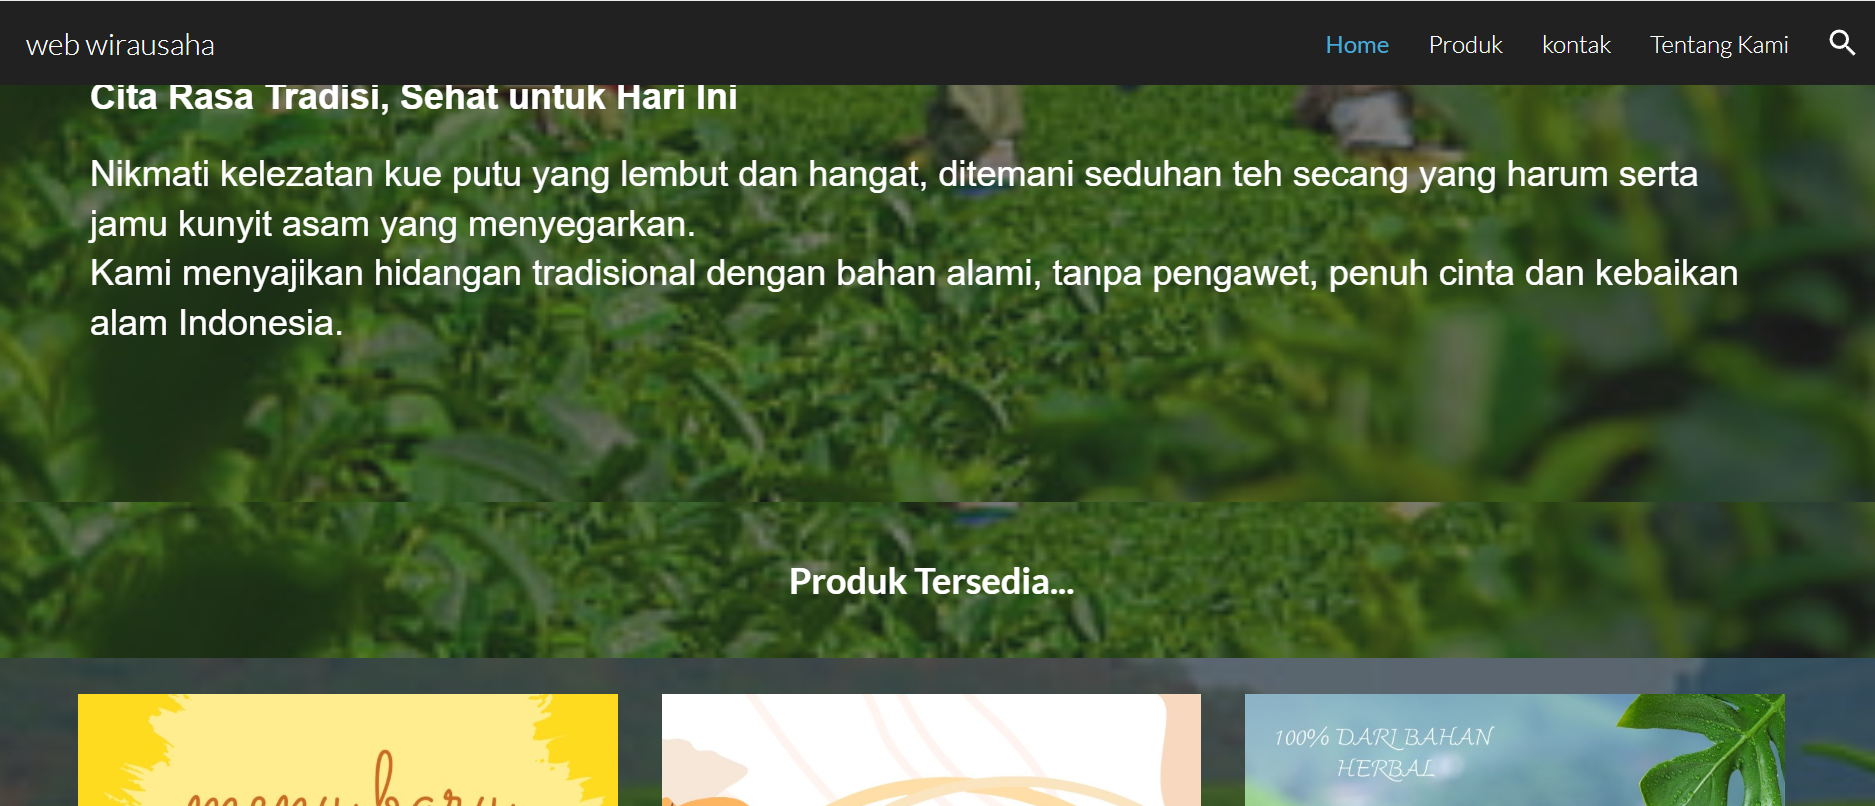 web wirausaha
Home Produk kontak Tentang Kami
Cita Rasa Tradisi, Sehat untuk Hari Ini
Nikmati kelezatan kue putu yang lembut dan hangat, ditemani seduhan teh secang yang harum serta
jamu kunyit asam yang menyegarkan.
Kami menyajikan hidangan tradisional dengan bahan alami, tanpa pengawet, penuh cinta dan kebaikan
alam Indonesia.
Produk Tersedia...
menu baru
100% DARI BAHAN
HERBAL